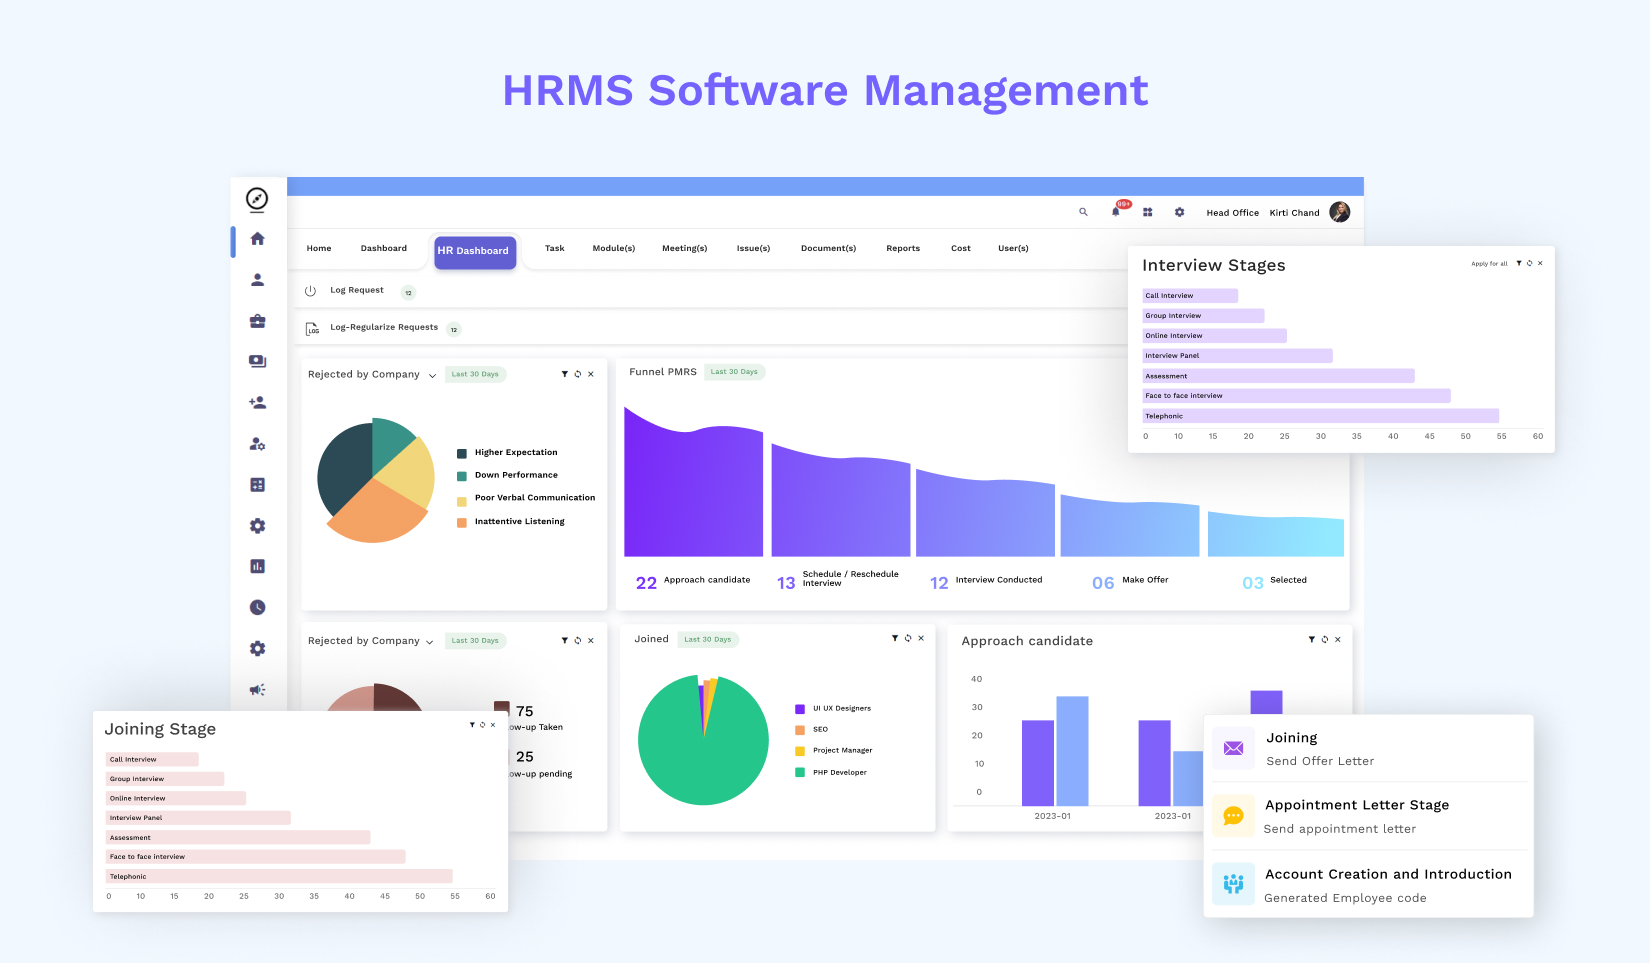 HRMS Software Management
99+
Head Office Kirti Chand
Home Dashboard HR Dashboard Task Module(s) Meeting(s) Issue(s) Document(s) Reports Cost User(s)
Log Request 12
LOG Log-Regularize Requests 12
Interview Stages Apply for all
Call Interview
Group Interview
Online Interview
Interview Panel
Assessment
Face to face interview
Telephonic
0 10 15 20 25 30 35 40 45 50 55 60
Rejected by Company Last 30 Days
Higher Expectation
Down Performance
Poor Verbal Communication
Inattentive Listening
Funnel PMRS Last 30 Days
22 Approach candidate
13 Schedule / Reschedule
Interview
12 Interview Conducted
06 Make Offer
03 Selected
Rejected by Company Last 30 Days
75
ow-up Taken
25
ow-up pending
Joined Last 30 Days
UI UX Designers
SEO
Project Manager
PHP Developer
Approach candidate
40
30
20
10
0
2023-01 2023-01
Joining Stage
Call Interview
Group Interview
Online Interview
Interview Panel
Assessment
Face to face interview
Telephonic
0 10 15 20 25 30 35 40 45 50 55 60
Joining
Send Offer Letter
Appointment Letter Stage
Send appointment letter
Account Creation and Introduction
Generated Employee code